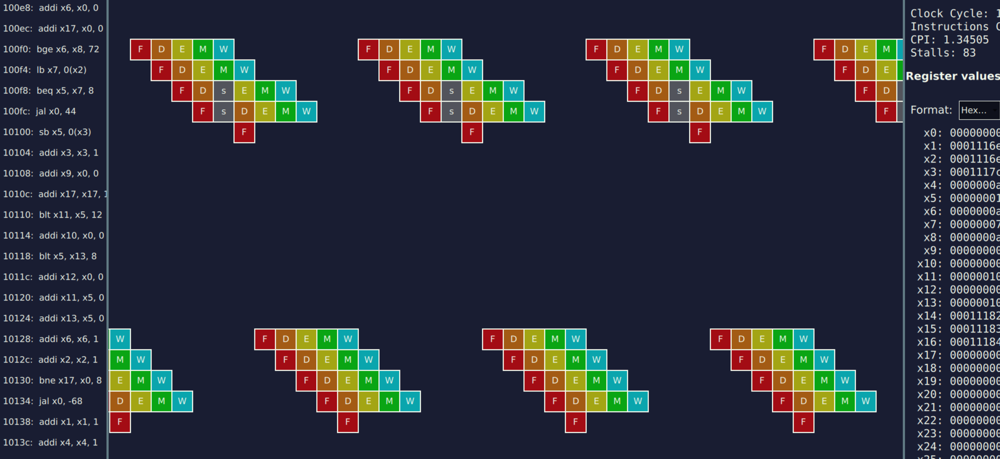 100e8: addi x6, x0, 0
100ec: addi x17, x0, 0
100f0: bge x6, x8, 72 F D E M W F D E M W F D E M W F D E M
100f4: lb x7, 0(x2) F D E M W F D E M W F D E M W F D E
100f8: beq x5, x7, 8 F D s E M W F D s E M W F D s E M W F D
100fc: jal x0, 44 F s D E M W F s D E M W F s D E M W F
10100: sb x5, 0(x3) F F F
10104: addi x3, x3, 1
10108: addi x9, x0, 0
1010c: addi x17, x17, 1
10110: blt x11, x5, 12
10114: addi x10, x0, 0
10118: blt x5, x13, 8
1011c: addi x12, x0, 0
10120: addi x11, x5, 0
10124: addi x13, x5, 0
10128: addi x6, x6, 1 W F D E M W F D E M W F D E M W
1012c: addi x2, x2, 1 M W F D E M W F D E M W F D E M W
10130: bne x17, x0, 8 E M W F D E M W F D E M W F D E M W
10134: jal x0, -68 D E M W F D E M W F D E M W F D E M W
10138: addi x1, x1, 1 F F F F
1013c: addi x4, x4, 1
Clock Cycle: 1
Instructions
CPI: 1.34505
Stalls: 83
Register values
Format: Hex...
x0: 00000000
x1: 0001116e
x2: 0001116e
x3: 0001117c
x4: 0000000a
x5: 00000001
x6: 0000000a
x7: 00000007
x8: 0000000a
x9: 00000000
x10: 00000000
x11: 00000010
x12: 00000000
x13: 00000010
x14: 00011182
x15: 00011183
x16: 00011184
x17: 00000000
x18: 00000000
x19: 00000000
x20: 00000000
x21: 00000000
x22: 00000000
x23: 00000000
x24: 00000000